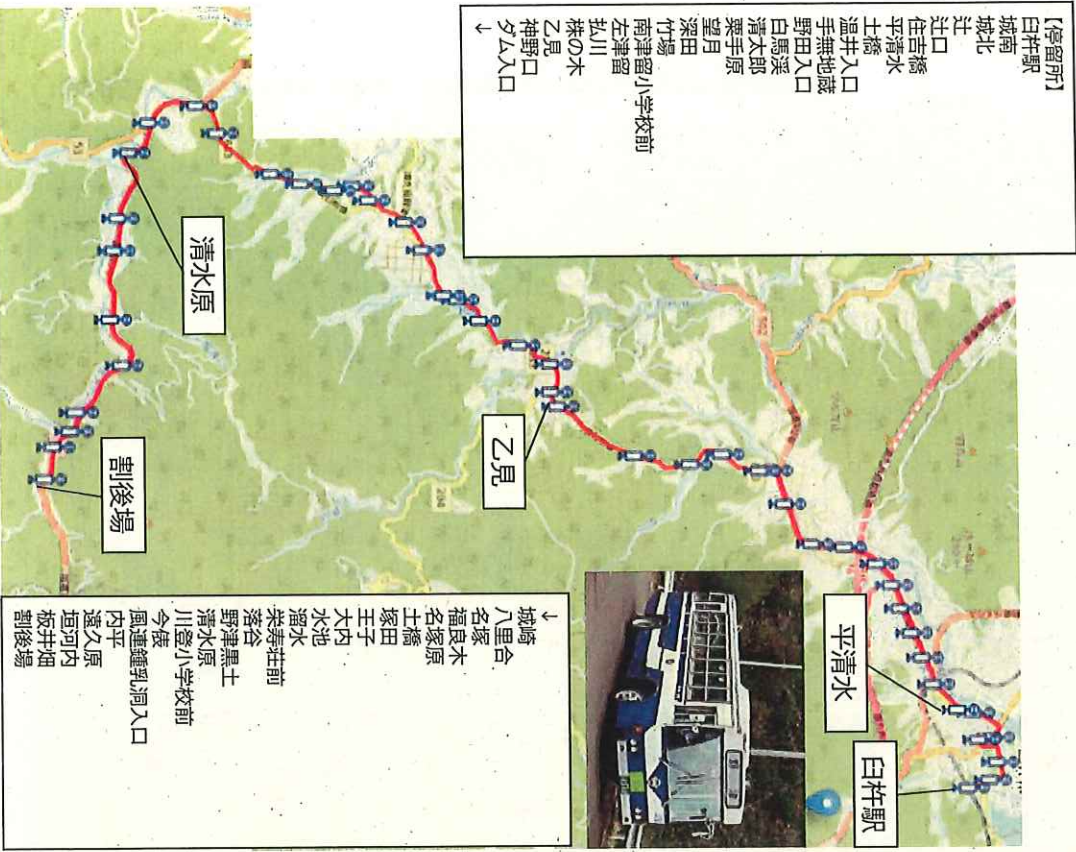 【停留所】
臼杵駅
城南
城北
辻
辻口
住吉橋
平清水
土橋
温井入口
手無地蔵
野田入口
白馬渓
清太郎
栗手原
望月
深田
竹場
南津留小学校前
左津留
払川
株の木
乙見
神野口
ダム入口
↓
臼杵駅
平清水
乙見
清水原
割後場
↓
城崎
八里合
名塚
福良木
名塚原
土橋
塚田
王子
大内
水池
溜水
栄寿荘前
落谷
野津黒土
清水原
川登小学校前
今俵
風連鍾乳洞入口
内平
遠久原
垣河内
板井畑
割後場